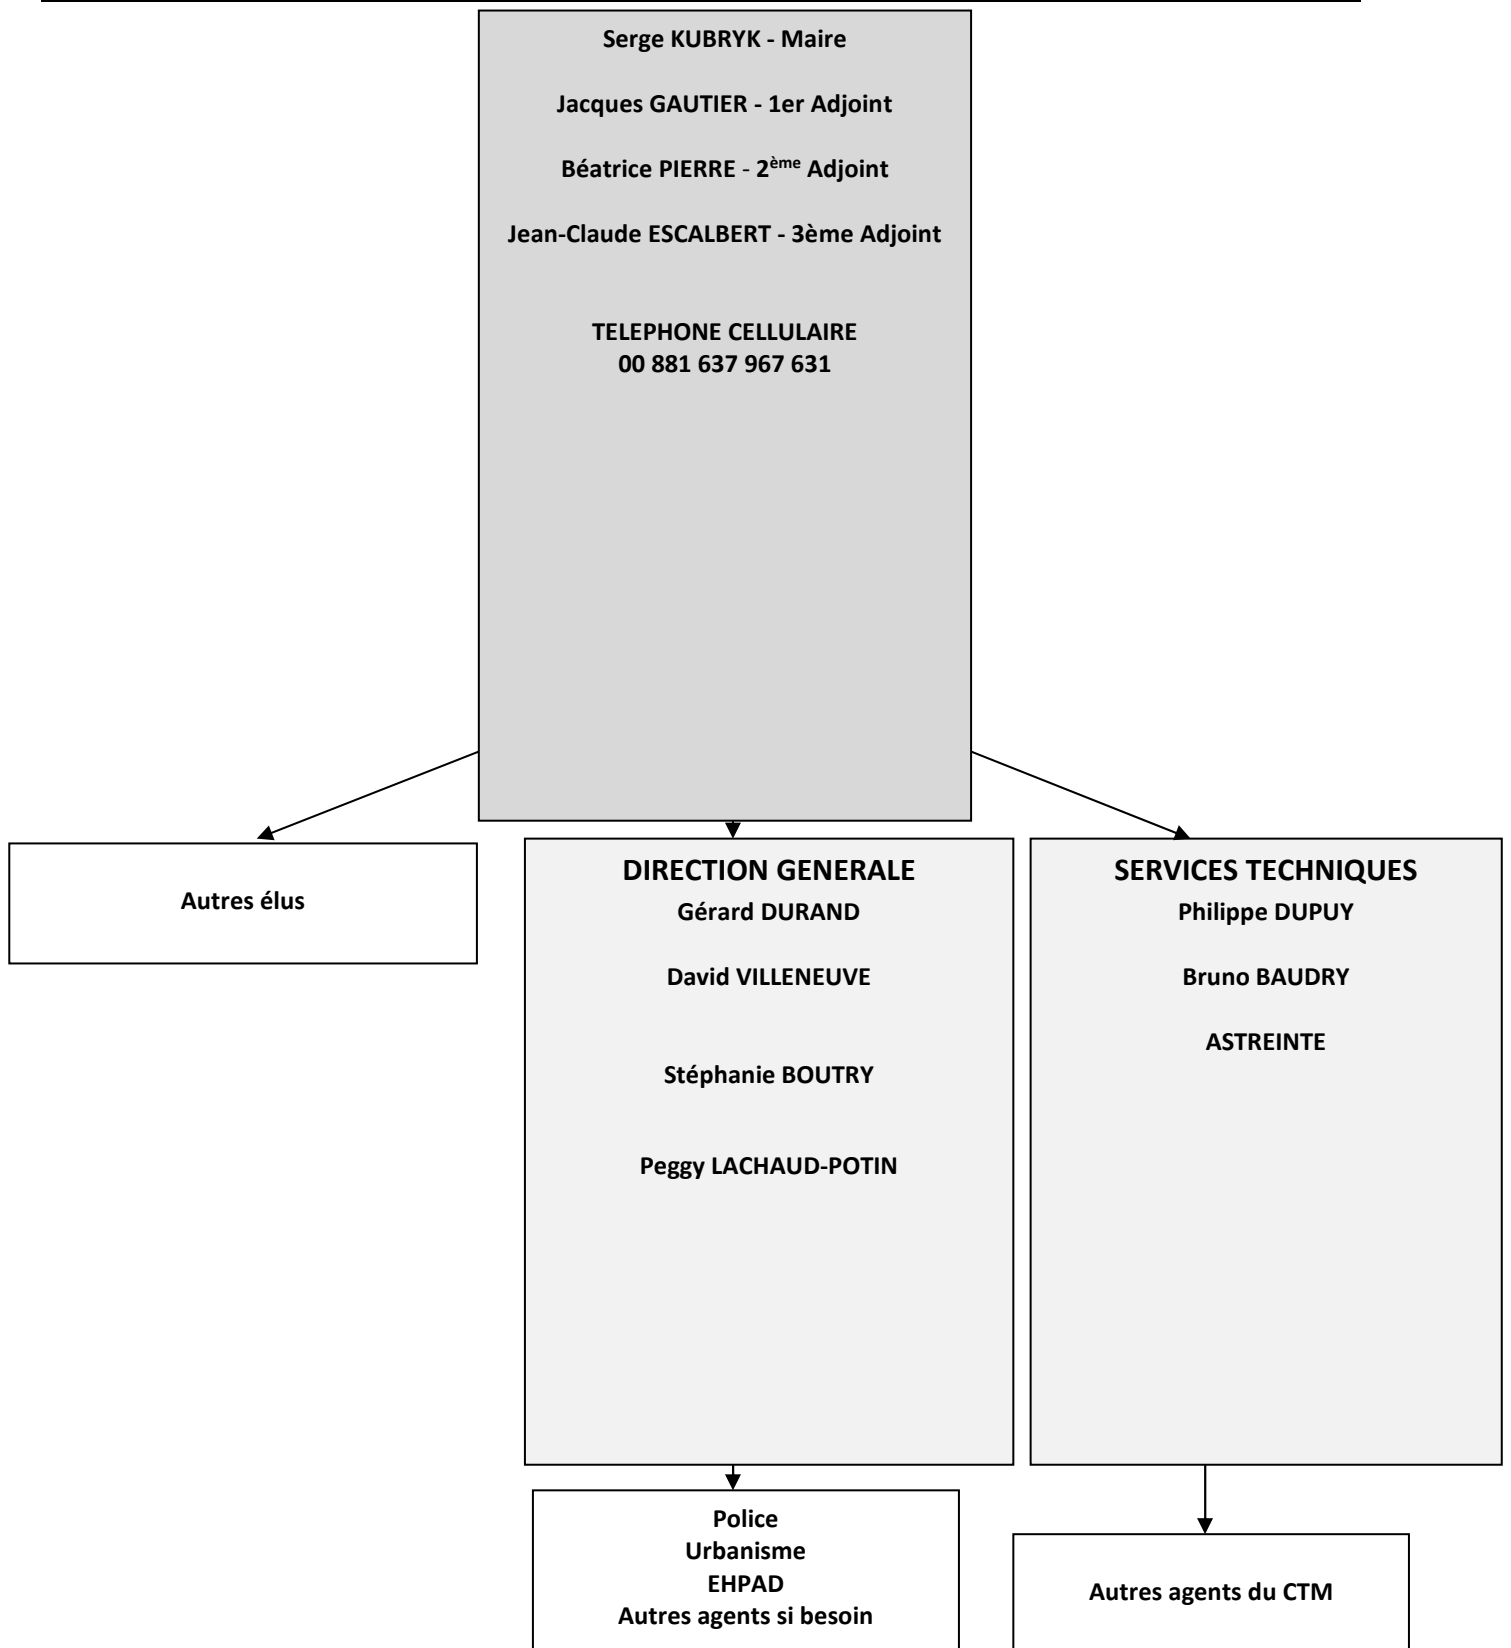 Serge KUBRYK - Maire
Jacques GAUTIER - 1er Adjoint
Béatrice PIERRE - 2ème Adjoint
Jean-Claude ESCALBERT - 3ème Adjoint
TELEPHONE CELLULAIRE
00 881 637 967 631
Autres élus
DIRECTION GENERALE
Gérard DURAND
David VILLENEUVE
Stéphanie BOUTRY
Peggy LACHAUD-POTIN
SERVICES TECHNIQUES
Philippe DUPUY
Bruno BAUDRY
ASTREINTE
Police
Urbanisme
EHPAD
Autres agents si besoin
Autres agents du CTM